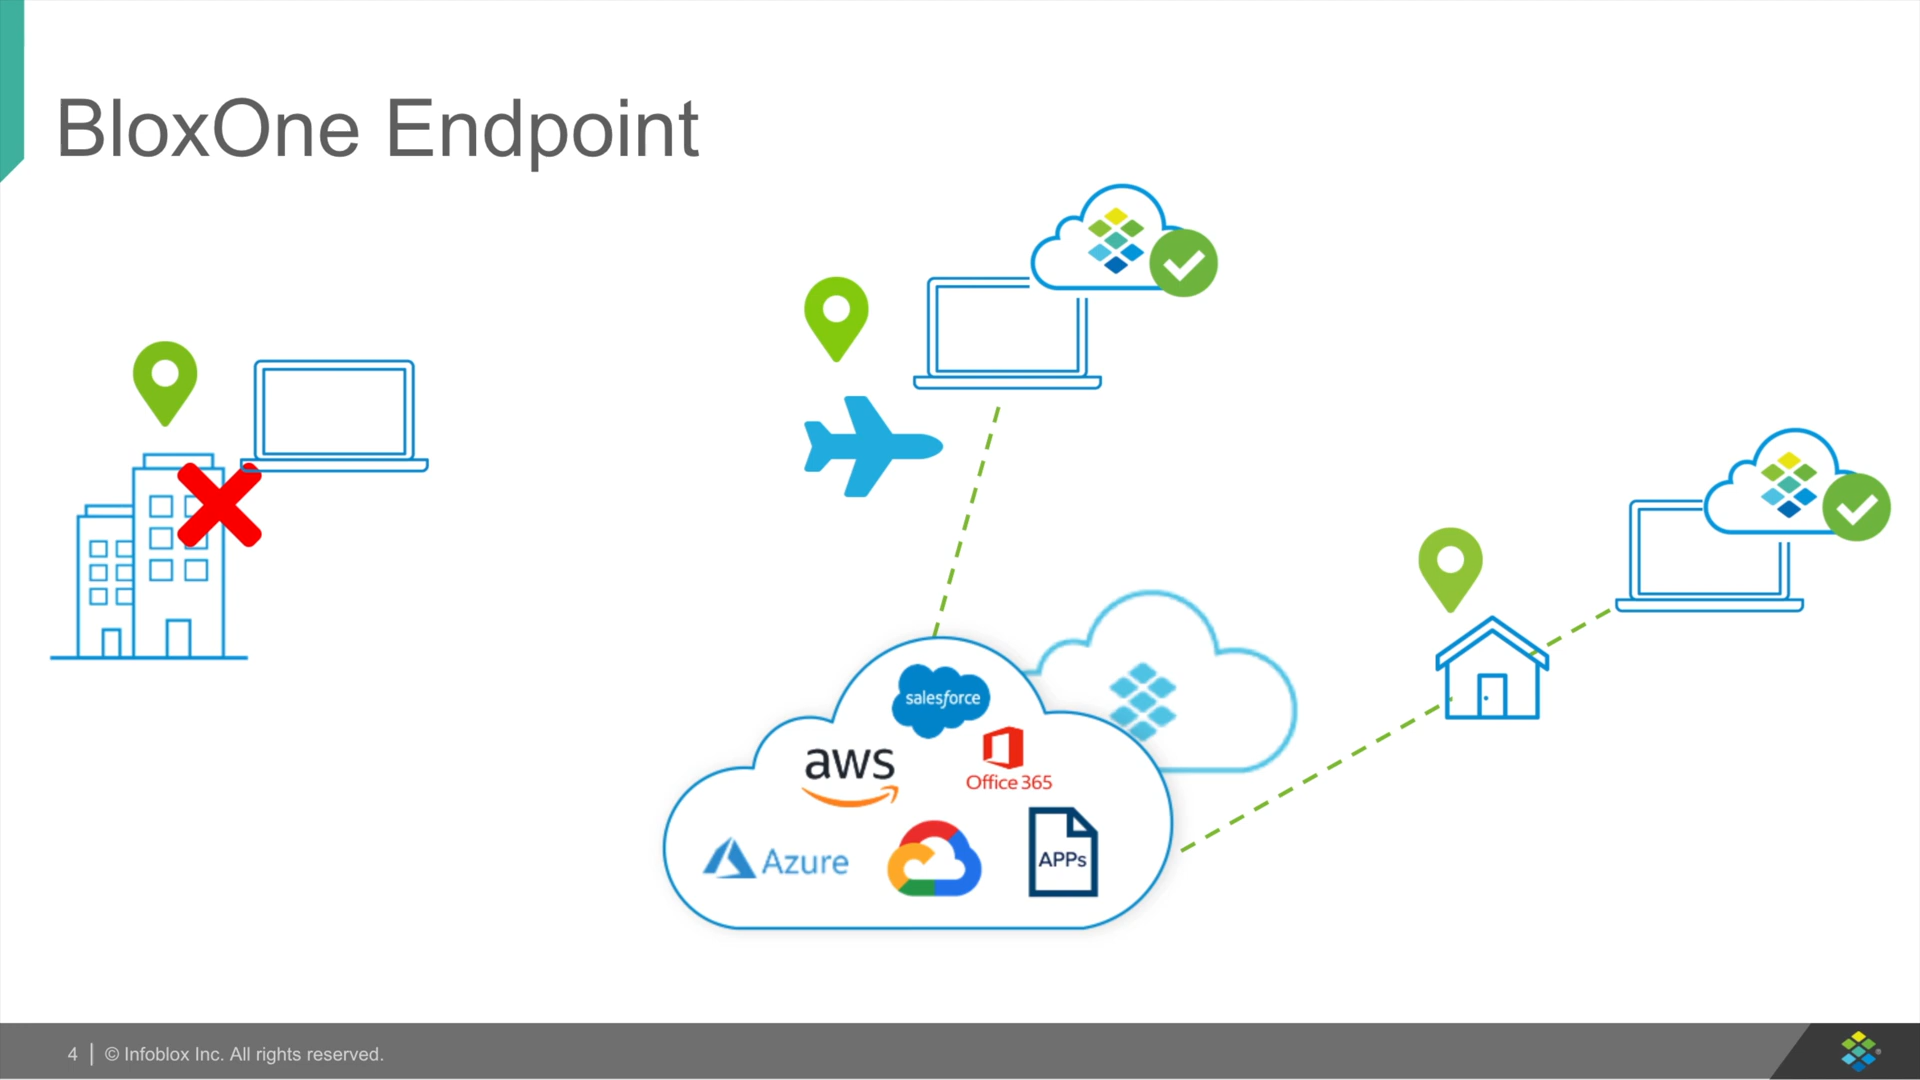 BloxOne Endpoint
salesforce
aws
Office 365
Azure
APPs
4 | © Infoblox Inc. All rights reserved.